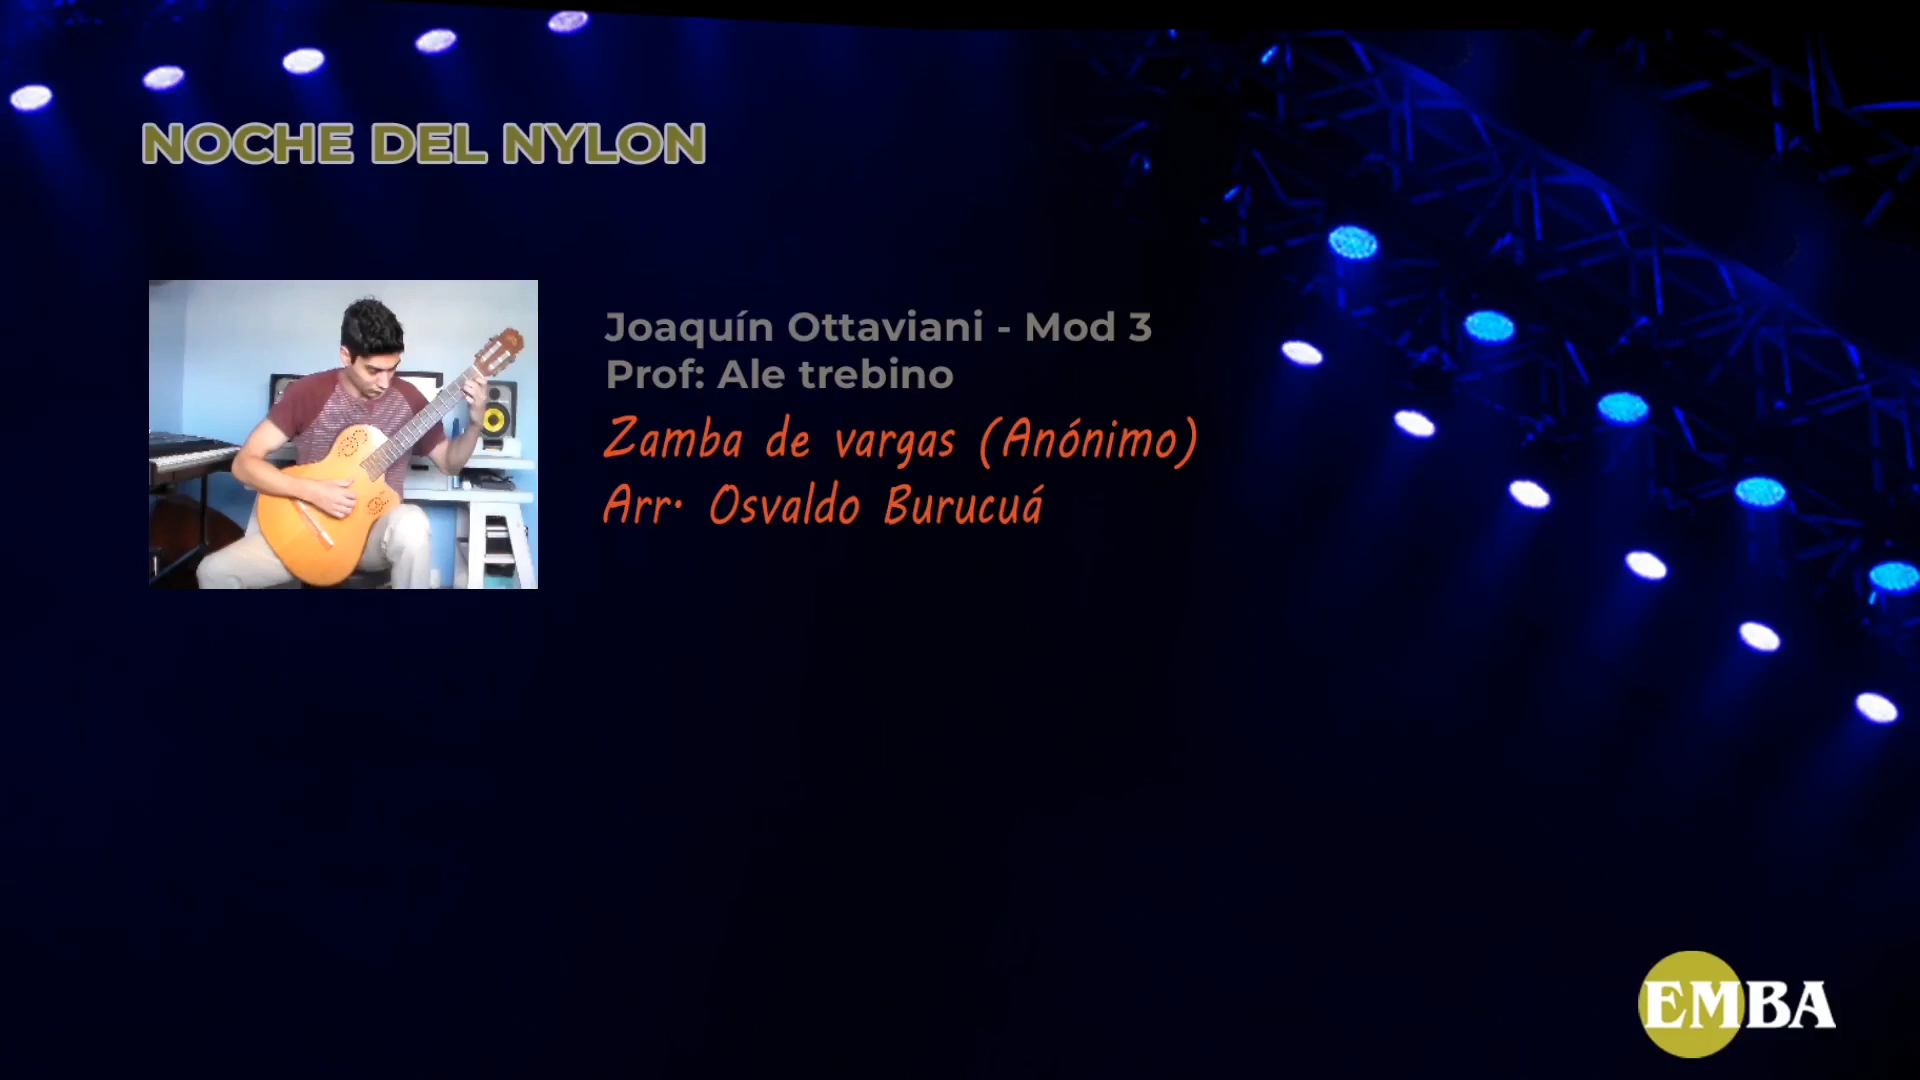 NOCHE DEL NYLON
Joaquín Ottaviani - Mod 3
Prof: Ale trebino
Zamba de vargas (Anónimo)
Arr. Osvaldo Burucuá
EMBA